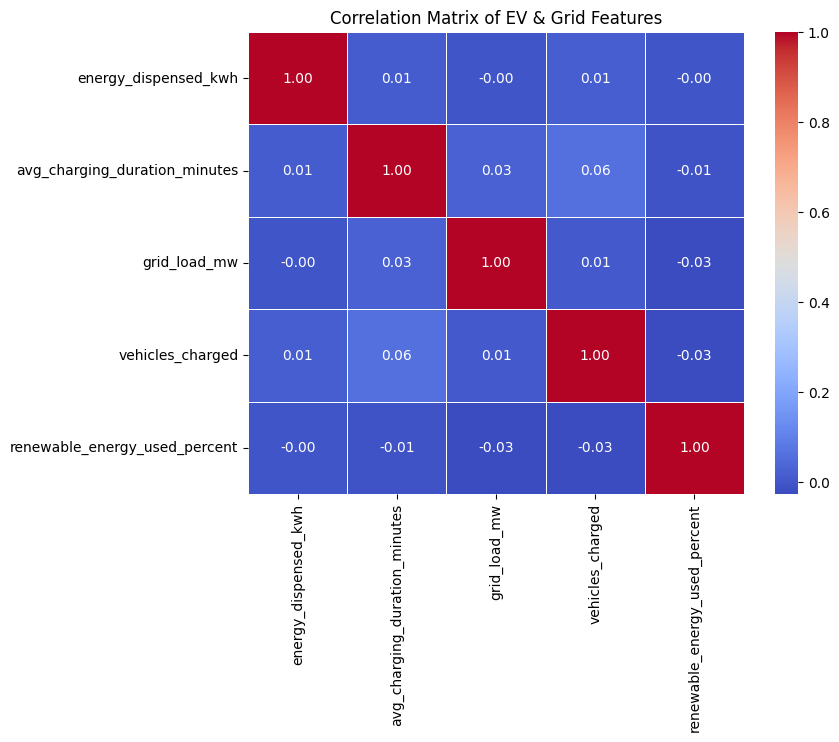 Correlation Matrix of EV & Grid Features
energy_dispensed_kwh
1.00 0.01 -0.00 0.01 -0.00
avg_charging_duration_minutes
0.01 1.00 0.03 0.06 -0.01
grid_load_mw
-0.00 0.03 1.00 0.01 -0.03
vehicles_charged
0.01 0.06 0.01 1.00 -0.03
renewable_energy_used_percent
-0.00 -0.01 -0.03 -0.03 1.00
energy_dispensed_kwh
avg_charging_duration_minutes
grid_load_mw
vehicles_charged
renewable_energy_used_percent
1.0
0.8
0.6
0.4
0.2
0.0